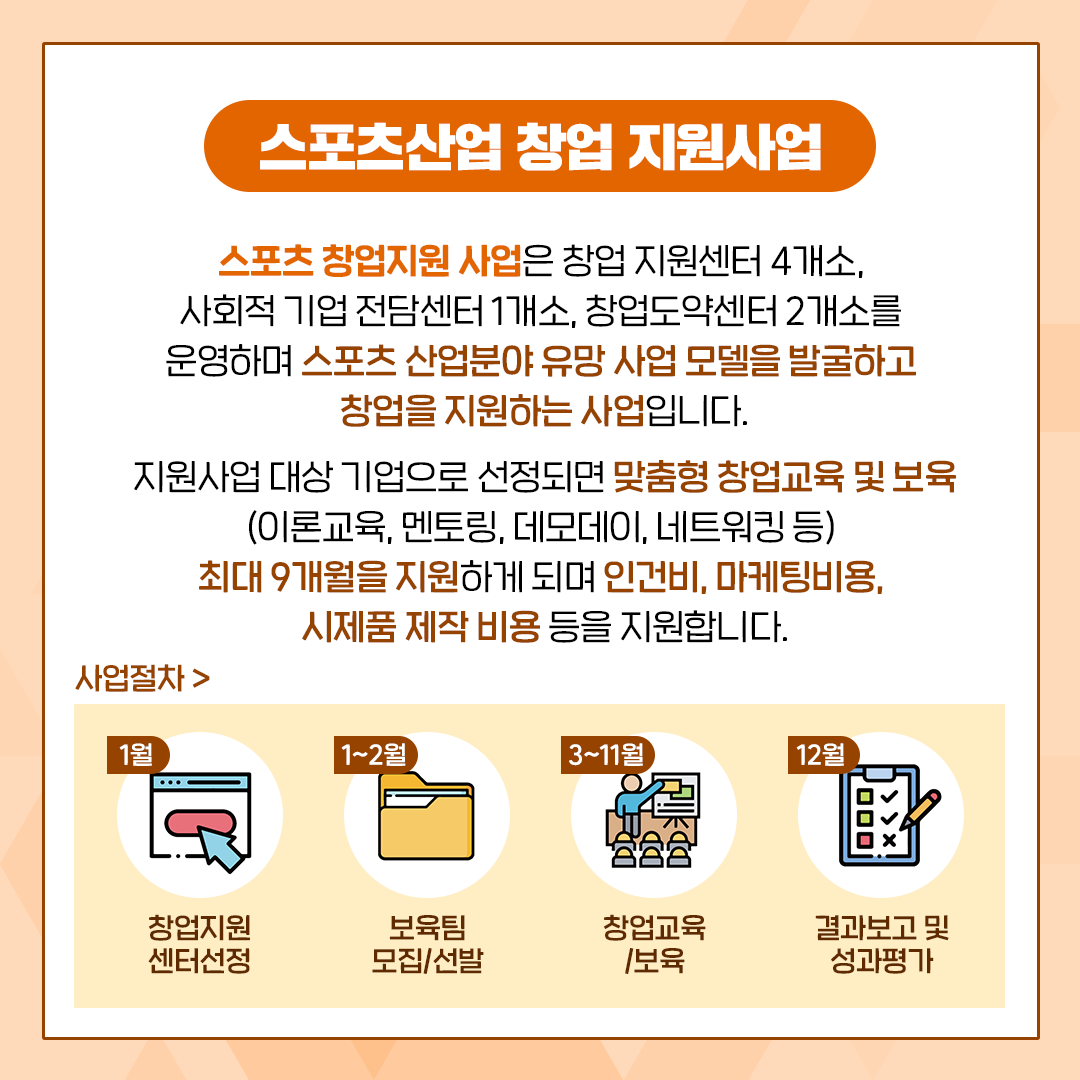 스포츠산업 창업 지원사업
스포츠 창업지원 사업은 창업 지원센터 4개소,
사회적 기업 전담센터 1개소, 창업도약센터 2개소를
운영하며 스포츠 산업분야 유망 사업 모델을 발굴하고
창업을 지원하는 사업입니다.
지원사업 대상 기업으로 선정되면 맞춤형 창업교육 및 보육
(이론교육, 멘토링, 데모데이, 네트워킹 등)
최대 9개월을 지원하게 되며 인건비, 마케팅비용,
시제품 제작 비용 등을 지원합니다.
사업절차 >
1월
창업지원
센터선정
1~2월
보육팀
모집/선발
3~11월
창업교육
/보육
12월
결과보고 및
성과평가